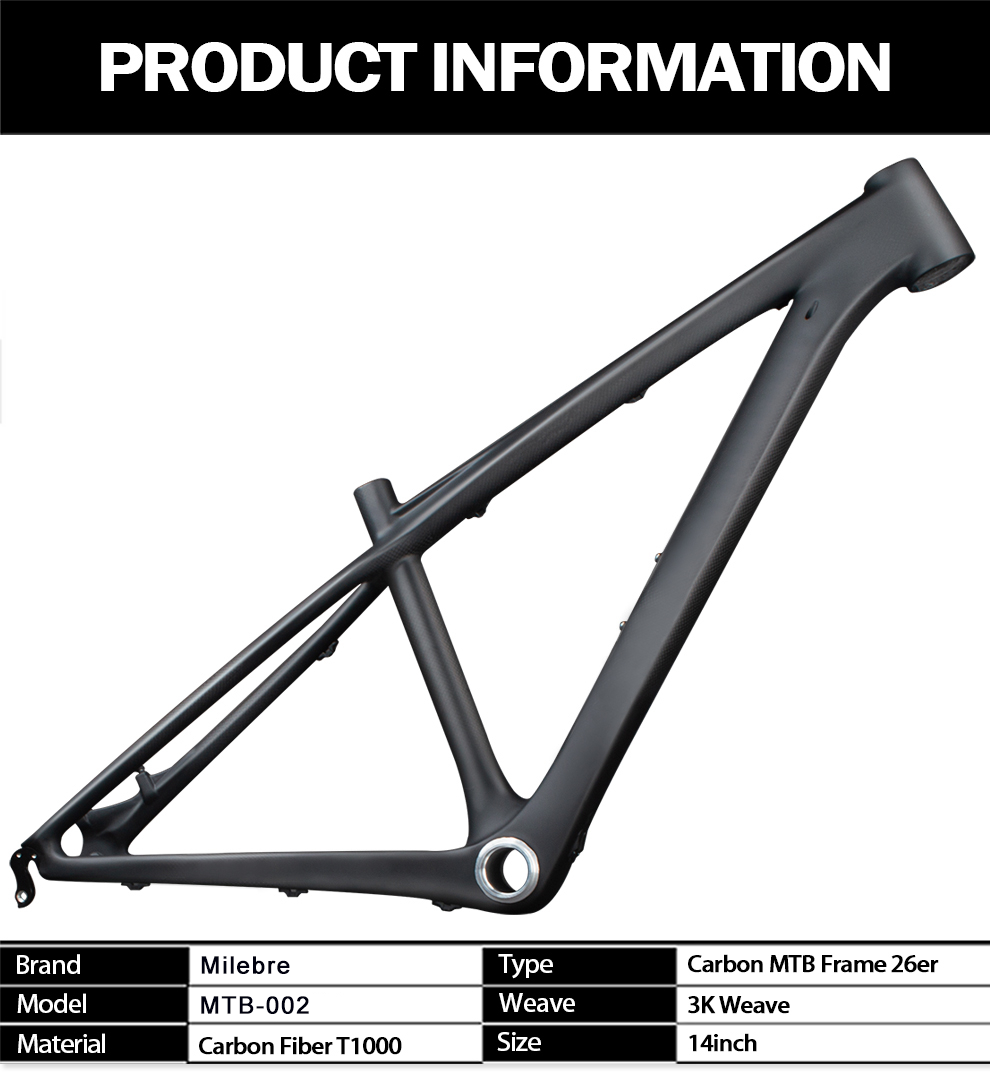 PRODUCT INFORMATION
Brand Milebre Type Carbon MTB Frame 26er
Model MTB-002 Weave 3K Weave
Material Carbon Fiber T1000 Size 14inch